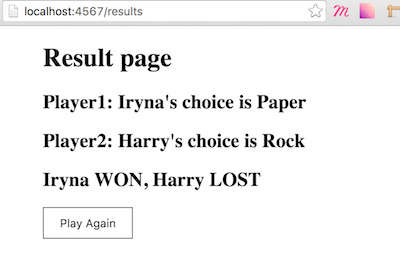 localhost:4567/results
Result page
Player1: Iryna's choice is Paper
Player2: Harry's choice is Rock
Iryna WON, Harry LOST
Play Again